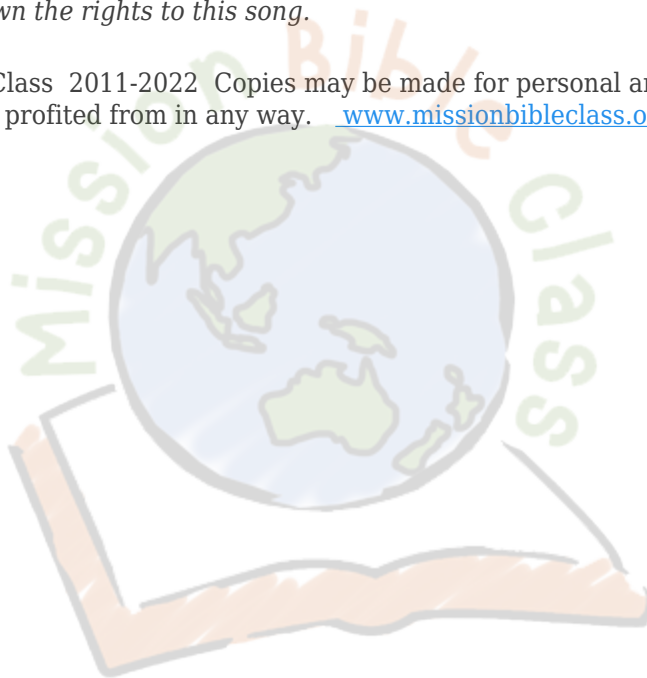 wn the rights to this song.
Class 2011-2022 Copies may be made for personal an
profited from in any way. www.missionbibleclass.o
Mission Bible Class